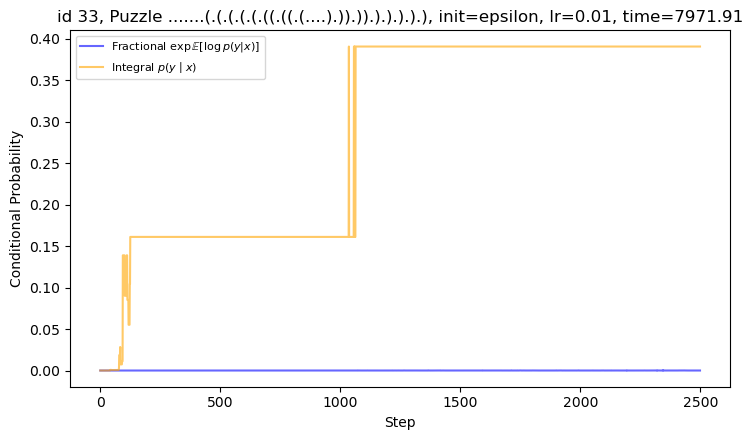 id 33, Puzzle .......(.(.(.(.(.((.((.(....).)).)).).).).).).), init=epsilon, lr=0.01, time=7971.91
Fractional exp𝔼[log p(y|x)]
Integral p(y | x)
Conditional Probability
0.40
0.35
0.30
0.25
0.20
0.15
0.10
0.05
0.00
0 500 1000 1500 2000 2500
Step